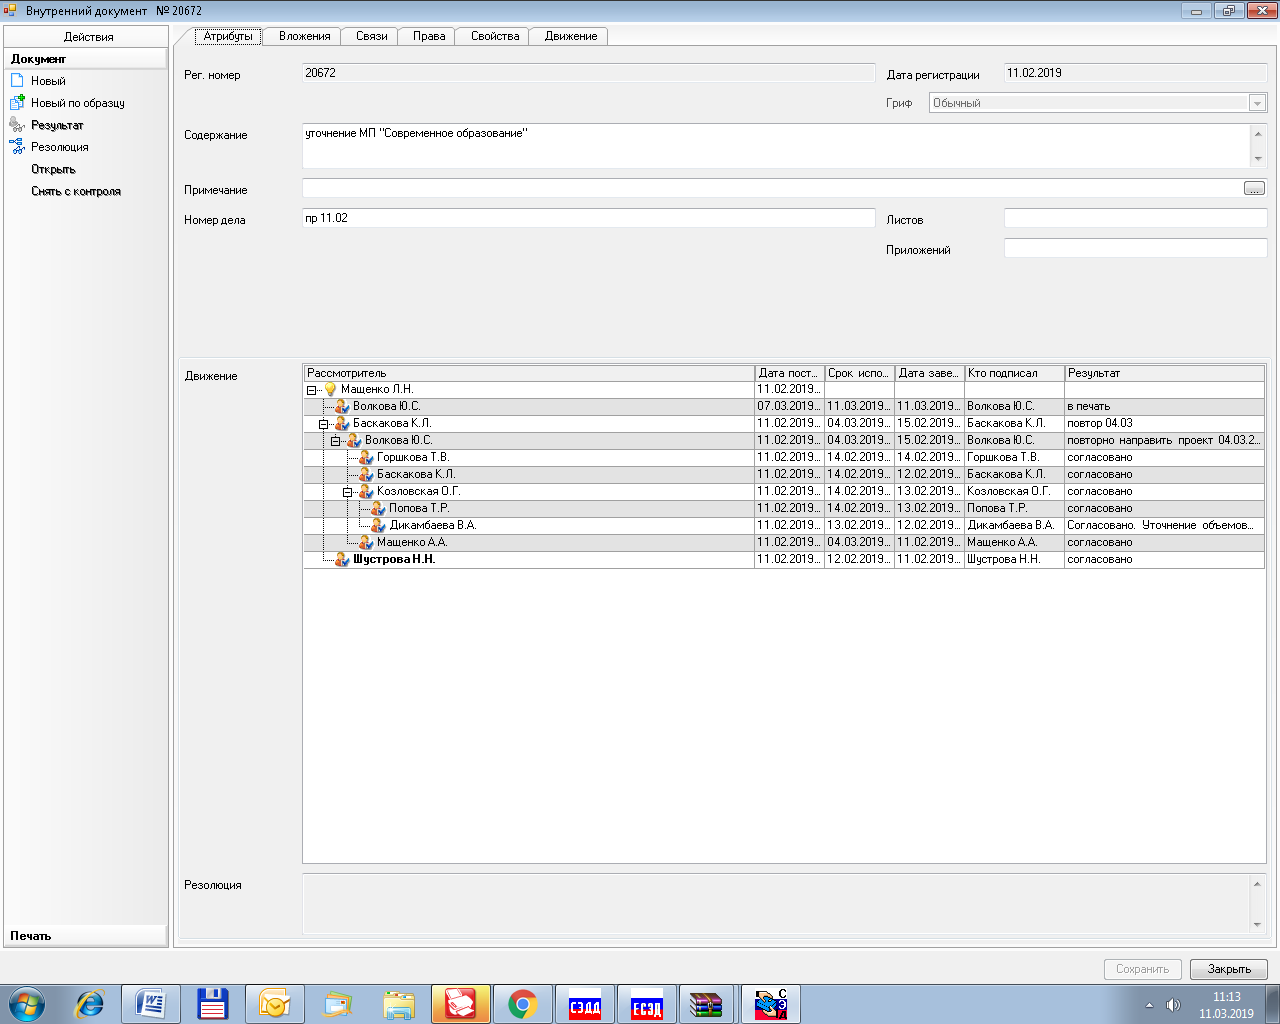 Внутренний документ № 20672
Действия
Документ
Новый
Новый по образцу
Результат
Резолюция
Открыть
Снять с контроля
Печать
Атрибуты Вложения Связи Права Свойства Движение
Рег. номер 20672 Дата регистрации 11.02.2019
Гриф Обычный
Содержание уточнение МП "Современное образование"
Примечание ...
Номер дела пр 11.02 Листов
Приложений
Движение
Рассмотритель Дата пост... Срок испо... Дата заве... Кто подписал Результат
Мащенко Л.Н. 11.02.2019...
Волкова Ю.С. 07.03.2019... 11.03.2019... 11.03.2019... Волкова Ю.С. в печать
Баскакова К.Л. 11.02.2019... 04.03.2019... 15.02.2019... Баскакова К.Л. повтор 04.03
Волкова Ю.С. 11.02.2019... 04.03.2019... 15.02.2019... Волкова Ю.С. повторно направить проект 04.03.2...
Горшкова Т.В. 11.02.2019... 14.02.2019... 14.02.2019... Горшкова Т.В. согласовано
Баскакова К.Л. 11.02.2019... 14.02.2019... 12.02.2019... Баскакова К.Л. согласовано
Козловская О.Г. 11.02.2019... 14.02.2019... 13.02.2019... Козловская О.Г. согласовано
Попова Т.Р. 11.02.2019... 14.02.2019... 13.02.2019... Попова Т.Р. согласовано
Дикамбаева В.А. 11.02.2019... 13.02.2019... 12.02.2019... Дикамбаева В.А. Согласовано. Уточнение объемов...
Мащенко А.А. 11.02.2019... 04.03.2019... 11.02.2019... Мащенко А.А. согласовано
Шустрова Н.Н. 11.02.2019... 12.02.2019... 11.02.2019... Шустрова Н.Н. согласовано
Резолюция
Сохранить Закрыть
СЭДД ЕСЭД СЭД
11:13
11.03.2019